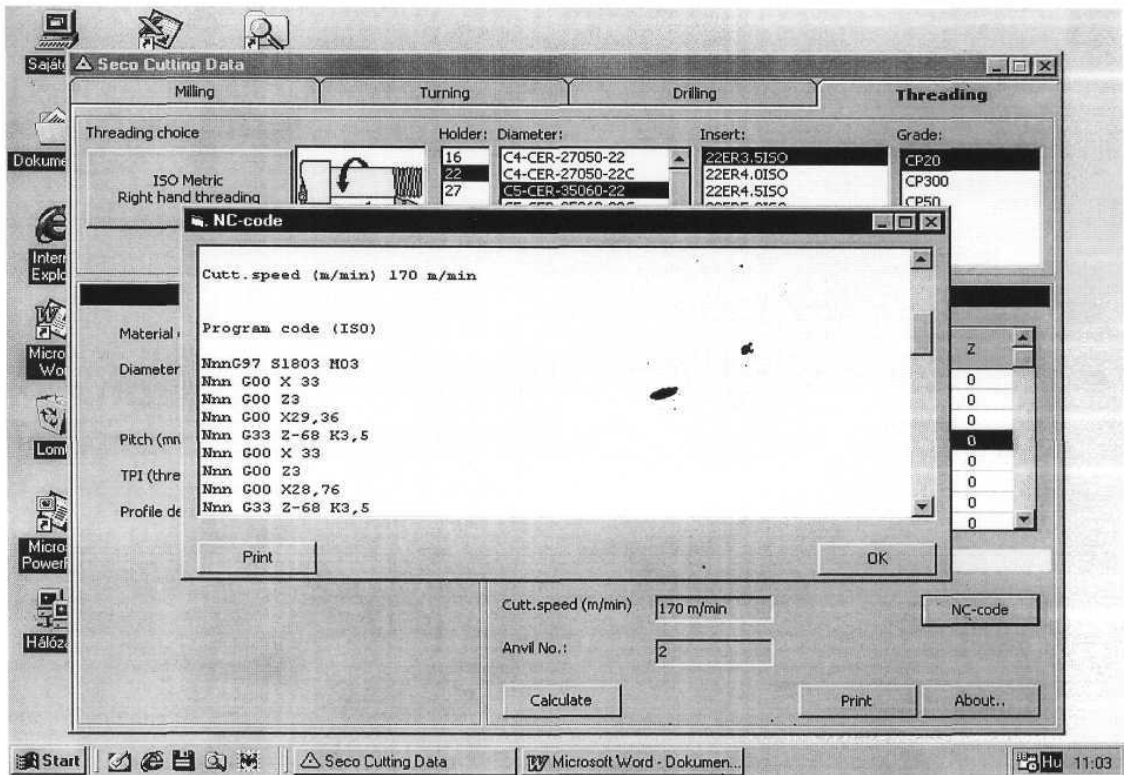 Seco Cutting Data
Milling
Turning
Drilling
Threading
Threading choice
Holder:
Diameter:
Insert:
Grade:
ISO Metric
Right hand threading
16
22
27
C4-CER-27050-22
C4-CER-27050-22C
C5-CER-35060-22
22ER3.5ISO
22ER4.0ISO
22ER4.5ISO
CP20
CP300
CP50
Dokume
Explo
Micro
Wor
Micro
NC-code
Cutt.speed (m/min) 170 m/min
Program code (ISO)
NnnG97 S1803 M03
Nnn G00 X 33
Nnn G00 Z3
Nnn G00 X29,36
Nnn G33 Z-68 K3,5
Nnn G00 X 33
Nnn G00 Z3
Nnn G00 X28,76
Nnn G33 Z-68 K3,5
Print
OK
Material
Diameter
Pitch (mm
TPI (thre
Profile de
Z
0
0
0
0
0
0
0
0
Cutt.speed (m/min)
170 m/min
NC-code
Anvil No.:
2
Calculate
Print
About..
Start
Seco Cutting Data
Microsoft Word - Dokumen...
Hu
11:03